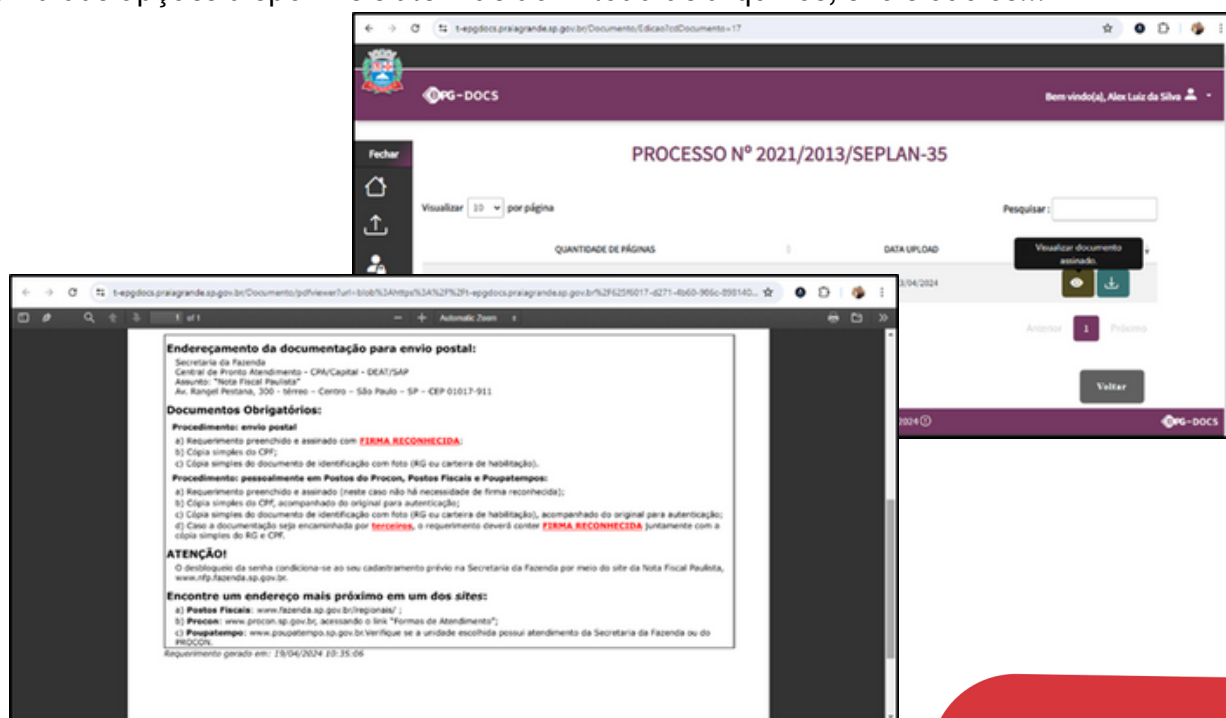 t-epgdocs.praiagrande.sp.gov.br/Documento/Edicao?cdDocumento=17
PG-DOCS
Bem vindo(a), Alex Luiz da Silva
Fechar
PROCESSO Nº 2021/2013/SEPLAN-35
Visualizar 10 por página
Pesquisar:
QUANTIDADE DE PÁGINAS
DATA UPLOAD
Visualizar documento
assinado.
3/04/2024
Anterior 1 Próximo
Voltar
2024
PG-DOCS
1 of 1
Automatic Zoom
Endereçamento da documentação para envio postal:
Secretaria da Fazenda
Central de Pronto Atendimento - CPA/Capital - DEAT/SAP
Assunto: "Nota Fiscal Paulista"
Av. Rangel Pestana, 300 - térreo – Centro – São Paulo – SP – CEP 01017-911
Documentos Obrigatórios:
Procedimento: envio postal
a) Requerimento preenchido e assinado com FIRMA RECONHECIDA;
b) Cópia simples do CPF;
c) Cópia simples do documento de identificação com foto (RG ou carteira de habilitação).
Procedimento: pessoalmente em Postos do Procon, Postos Fiscais e Poupatempos:
a) Requerimento preenchido e assinado (neste caso não há necessidade de firma reconhecida);
b) Cópia simples do CPF, acompanhado do original para autenticação;
c) Cópia simples do documento de identificação com foto (RG ou carteira de habilitação), acompanhado do original para autenticação;
d) Caso a documentação seja encaminhada por terceiros, o requerimento deverá conter FIRMA RECONHECIDA juntamente com a
cópia simples do RG e CPF.
ATENÇÃO!
O desbloqueio da senha condiciona-se ao seu cadastramento prévio na Secretaria da Fazenda por meio do site da Nota Fiscal Paulista,
www.nfp.fazenda.sp.gov.br.
Encontre um endereço mais próximo em um dos sites:
a) Postos Fiscais: www.fazenda.sp.gov.br/regionais/ ;
b) Procon: www.procon.sp.gov.br, acessando o link "Formas de Atendimento";
c) Poupatempo: www.poupatempo.sp.gov.br.Verifique se a unidade escolhida possui atendimento da Secretaria da Fazenda ou do
PROCON.
Requerimento gerado em: 19/04/2024 10:35:06